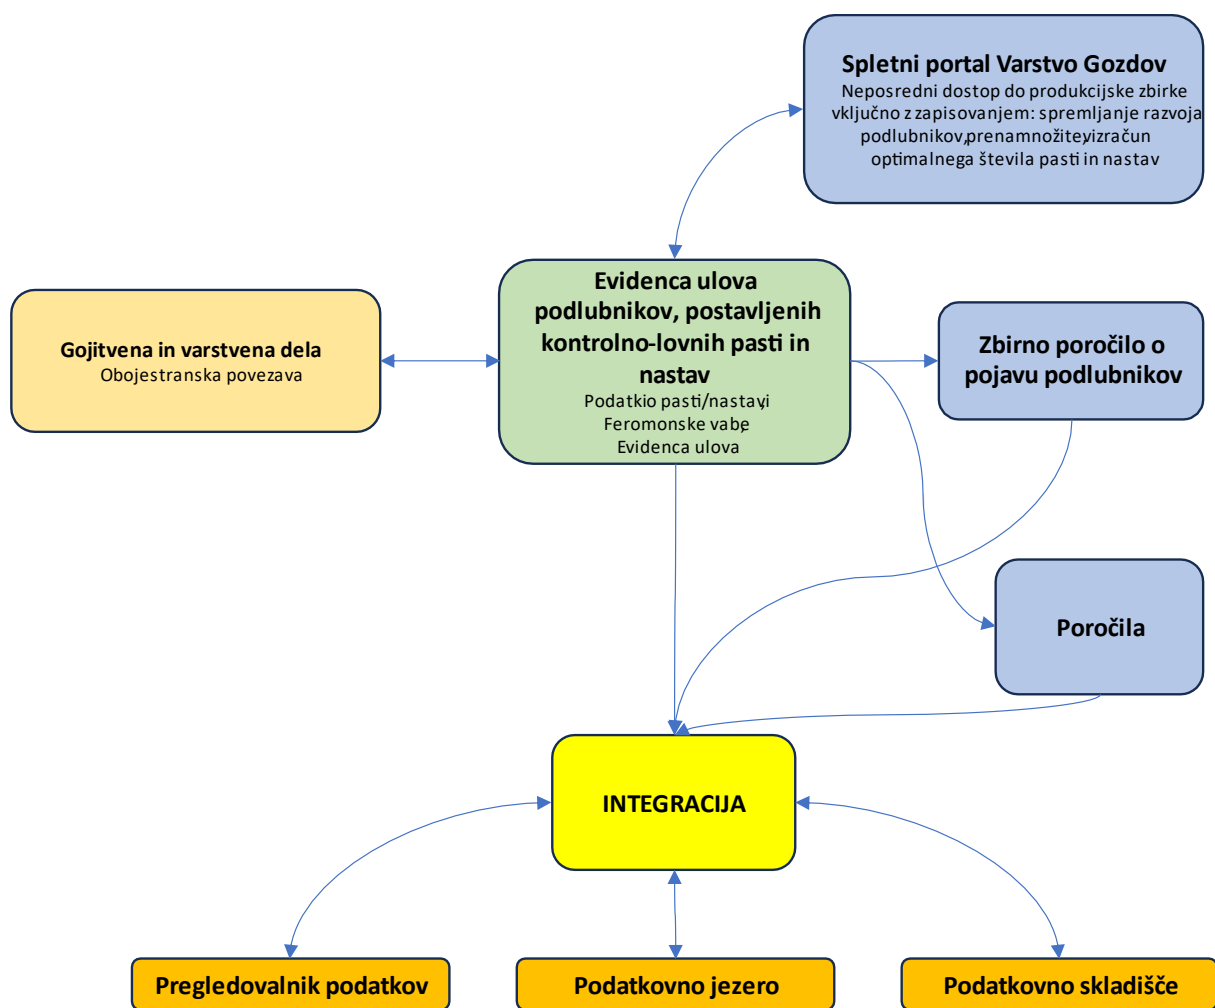 Spletni portal Varstvo Gozdov
Neposredni dostop do produkcijske zbirke
vključno z zapisovanjem: spremljanje razvoja
podlubnikov,prenamnožitev,izračun
optimalnega števila pasti in nastav
Evidenca ulova
podlubnikov, postavljenih
kontrolno-lovnih pasti in
nastav
Podatkio pasti/nastavi,
Feromonske vabe,
Evidenca ulova
Gojitvena in varstvena dela
Obojestranska povezava
Zbirno poročilo o
pojavu podlubnikov
Poročila
INTEGRACIJA
Pregledovalnik podatkov
Podatkovno jezero
Podatkovno skladišče